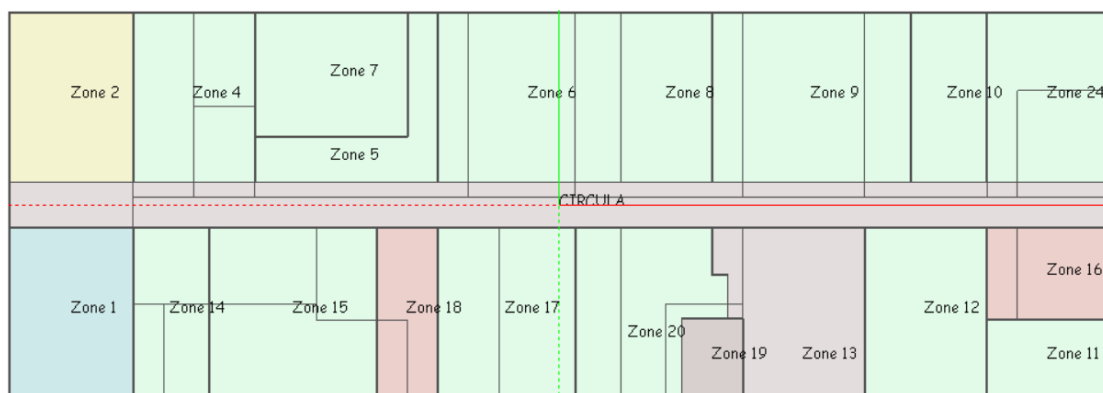 Zone 7
Zone 2
Zone 4
Zone 6
Zone 8
Zone 9
Zone 10
Zone 24
Zone 5
CIRCULA
Zone 16
Zone 1
Zone 14
Zone 15
Zone 18
Zone 17
Zone 12
Zone 20
Zone 19
Zone 13
Zone 11